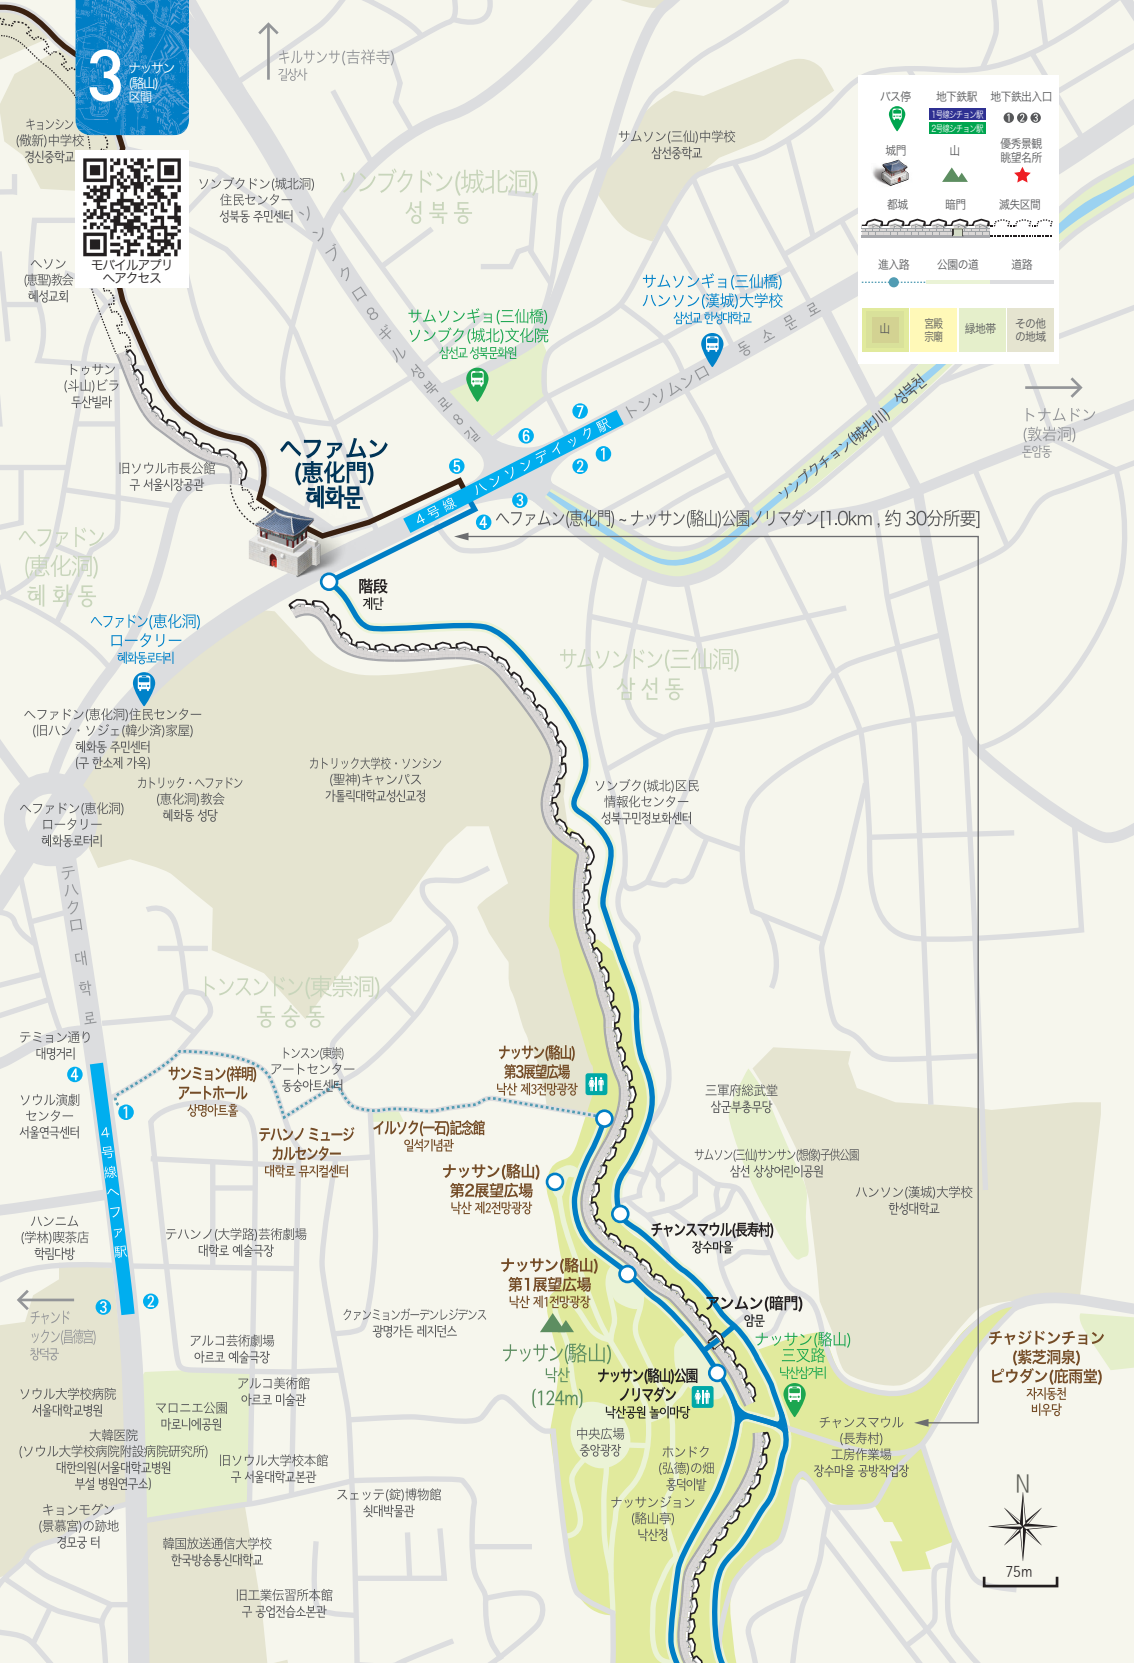 3
ナッサン
(駱山)
区間
キルサンサ(吉祥寺)
길상사
キョンシン
(敬新)中学校
경신중학교
モバイルアプリ
へアクセス
ソンブクドン(城北洞)
住民センター
성북동 주민센터
ソンブクドン(城北洞)
성 북 동
サムソン(三仙)中学校
삼선중학교
バス停
地下鉄駅
地下鉄出入口
1号線シチョン駅
2号線シチョン駅
1 2 3
城門
山
優秀景観
眺望名所
都城
暗門
滅失区間
進入路
公園の道
道路
山
宮殿
宗廟
緑地帯
その他
の地域
ヘソン
(恵聖)教会
혜성교회
ソンブクロ8キル 성북로8길
サムソンギョ(三仙橋)
ソンブク(城北)文化院
삼선교 성북문화원
サムソンギョ(三仙橋)
ハンソン(漢城)大学校
삼선교 한성대학교
トンソムンロ 동 소 문 로
ソンブクチョン(城北川) 성북천
トナムドン
(敦岩洞)
돈암동
トゥサン
(斗山)ビラ
두산빌라
旧ソウル市長公館
구 서울시장공관
ヘファムン
(恵化門)
혜화문
4号線 ハンソンデイック駅
7
6
5
1
2
3
4
ヘファムン(恵化門) ~ ナッサン(駱山)公園ノリマダン[1.0km , 约 30分所要]
ヘファドン
(恵化洞)
혜 화 동
階段
계단
ヘファドン(恵化洞)
ロータリー
혜화동로터리
サムソンドン(三仙洞)
삼 선 동
ヘファドン(恵化洞)住民センター
(旧ハン・ソジェ(韓少済)家屋)
혜화동 주민센터
(구 한소제 가옥)
カトリック・ヘファドン
(恵化洞)教会
혜화동 성당
カトリック大学校・ソンシン
(聖神)キャンパス
가톨릭대학교성신교정
ソンブク(城北)区民
情報化センター
성북구민정보화센터
ヘファドン(恵化洞)
ロータリー
혜화동로터리
テハクロ 대 학 로
トンスンドン(東崇洞)
동 숭 동
テミョン通り
대명거리
4
1
ソウル演劇
センター
서울연극센터
サンミョン(祥明)
アートホール
상명아트홀
トンスン(東崇)
アートセンター
동숭아트센터
テハンノ ミュージ
カルセンター
대학로 뮤지컬센터
イルソク(一石)記念館
일석기념관
ナッサン(駱山)
第3展望広場
낙산 제3전망광장
三軍府総武堂
삼군부총무당
サムソン(三仙)サンサン(想像)子供公園
삼선 상상어린이공원
ハンソン(漢城)大学校
한성대학교
4号線ヘファ駅
ナッサン(駱山)
第2展望広場
낙산 제2전망광장
ハンニム
(学林)喫茶店
학림다방
テハンノ(大学路)芸術劇場
대학로 예술극장
チャンスマウル(長寿村)
장수마을
ナッサン(駱山)
第1展望広場
낙산 제1전망광장
3
2
アンムン(暗門)
암문
チャンド
ックン(昌徳宮)
창덕궁
クァンミョンガーデンレジデンス
광명가든 레지던스
アルコ芸術劇場
아르코 예술극장
ナッサン(駱山)
낙산
(124m)
ナッサン(駱山)
三叉路
낙산삼거리
チャジドンチョン
(紫芝洞泉)
ピウダン(庇雨堂)
자지동천
비우당
ナッサン(駱山)公園
ノリマダン
낙산공원 놀이마당
アルコ美術館
아르코 미술관
ソウル大学校病院
서울대학교병원
マロニエ公園
마로니에공원
中央広場
중앙광장
チャンスマウル
(長寿村)
工房作業場
장수마을 공방작업장
大韓医院
(ソウル大学校病院附設病院研究所)
대한의원(서울대학교병원
부설 병원연구소)
旧ソウル大学校本館
구 서울대학교본관
ホンドク
(弘徳)の畑
홍덕이밭
スェッテ(錠)博物館
쇳대박물관
ナッサンジョン
(駱山亭)
낙산정
キョンモグン
(景慕宮)の跡地
경모궁 터
韓国放送通信大学校
한국방송통신대학교
旧工業伝習所本館
구 공업전습소본관
N
75m